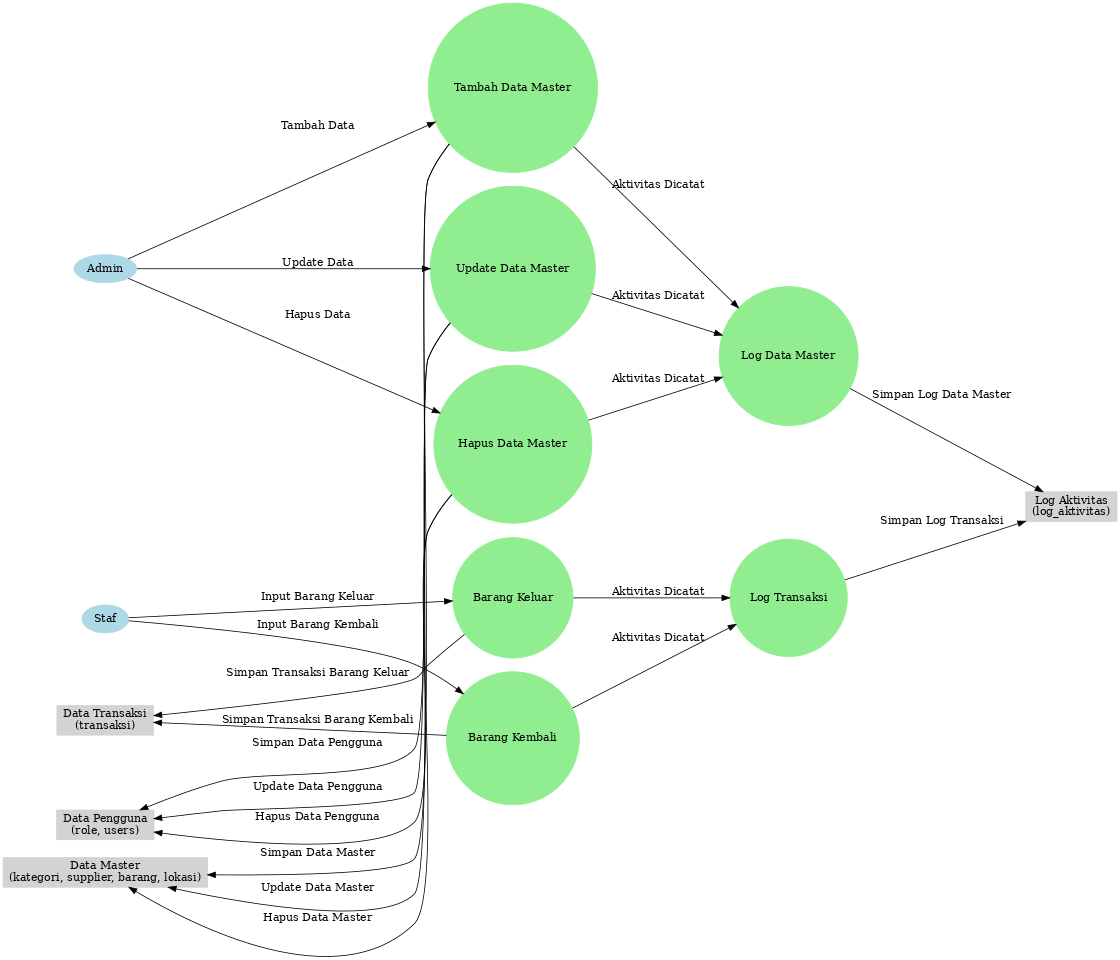 Tambah Data Master
Tambah Data
Aktivitas Dicatat
Admin
Update Data
Update Data Master
Aktivitas Dicatat
Hapus Data
Log Data Master
Aktivitas Dicatat
Simpan Log Data Master
Hapus Data Master
Log Aktivitas
(log_aktivitas)
Simpan Log Transaksi
Input Barang Keluar
Barang Keluar
Aktivitas Dicatat
Log Transaksi
Staf
Input Barang Kembali
Aktivitas Dicatat
Simpan Transaksi Barang Keluar
Data Transaksi
(transaksi)
Simpan Transaksi Barang Kembali
Barang Kembali
Simpan Data Pengguna
Update Data Pengguna
Data Pengguna
(role, users)
Hapus Data Pengguna
Simpan Data Master
Data Master
(kategori, supplier, barang, lokasi)
Update Data Master
Hapus Data Master